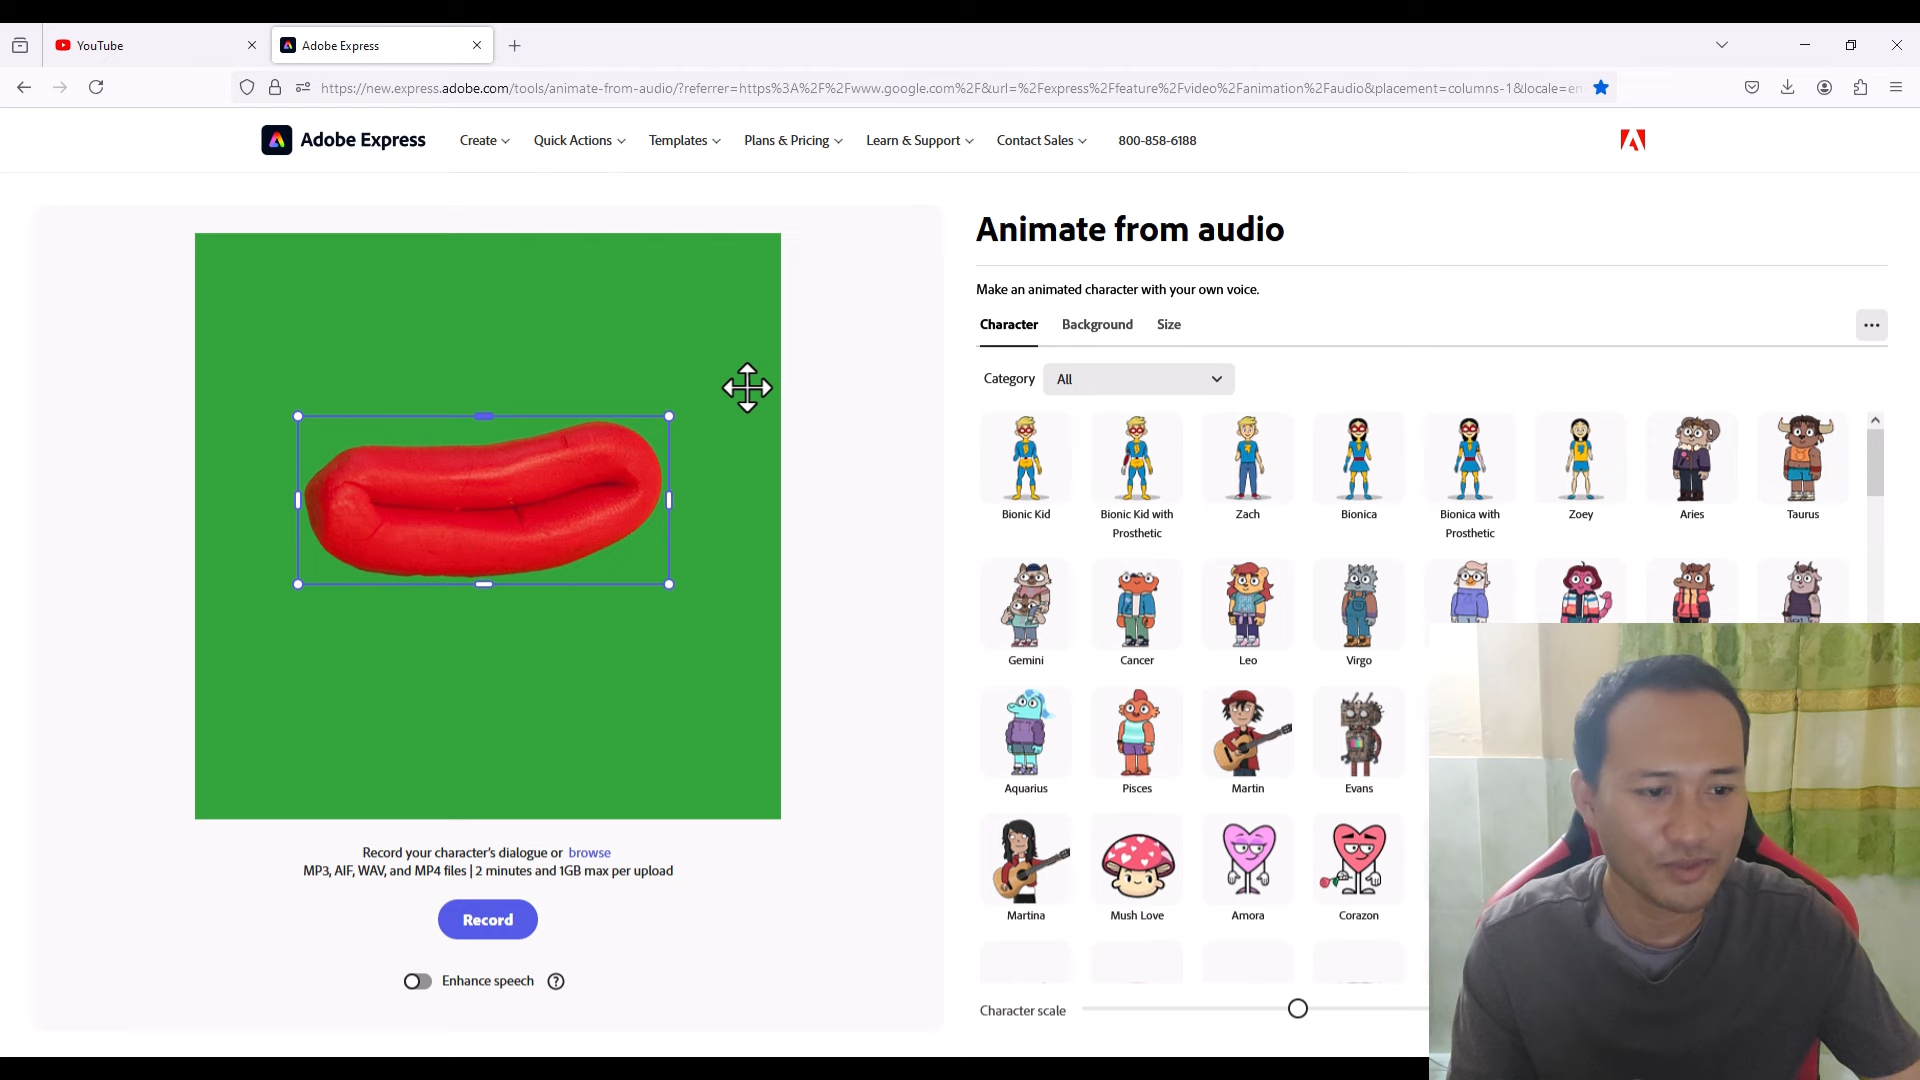 YouTube
Adobe Express
https://new.express.adobe.com/tools/animate-from-audio/?referrer=https%3A%2F%2Fwww.google.com%2F&url=%2Fexpress%2Ffeature%2Fvideo%2Fanimation%2Faudio&placement=columns-1&locale=en
Adobe Express
Create
Quick Actions
Templates
Plans & Pricing
Learn & Support
Contact Sales
800-858-6188
Animate from audio
Make an animated character with your own voice.
Character
Background
Size
Category
All
Bionic Kid
Bionic Kid with Prosthetic
Zach
Bionica
Bionica with Prosthetic
Zoey
Aries
Taurus
Gemini
Cancer
Leo
Virgo
Aquarius
Pisces
Martin
Evans
Martina
Mush Love
Amora
Corazon
Character scale
Record your character's dialogue or browse
MP3, AIF, WAV, and MP4 files | 2 minutes and 1GB max per upload
Record
Enhance speech